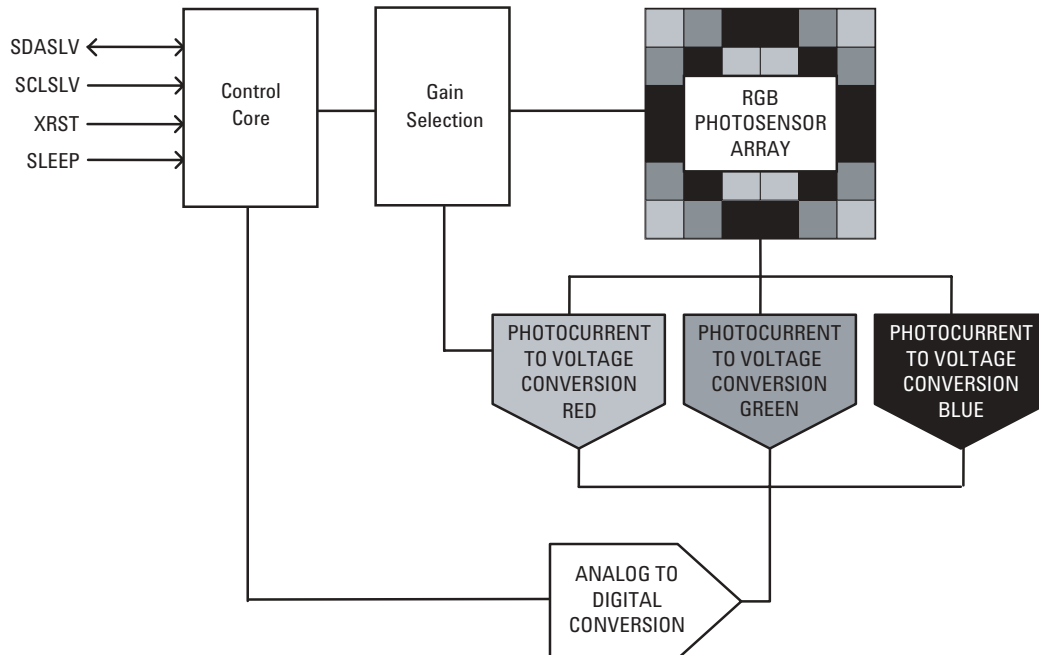 SDASLV
SCLSLV
XRST
SLEEP
Control
Core
Gain
Selection
RGB
PHOTOSENSOR
ARRAY
PHOTOCURRENT
TO VOLTAGE
CONVERSION
RED
PHOTOCURRENT
TO VOLTAGE
CONVERSION
GREEN
PHOTOCURRENT
TO VOLTAGE
CONVERSION
BLUE
ANALOG TO
DIGITAL
CONVERSION